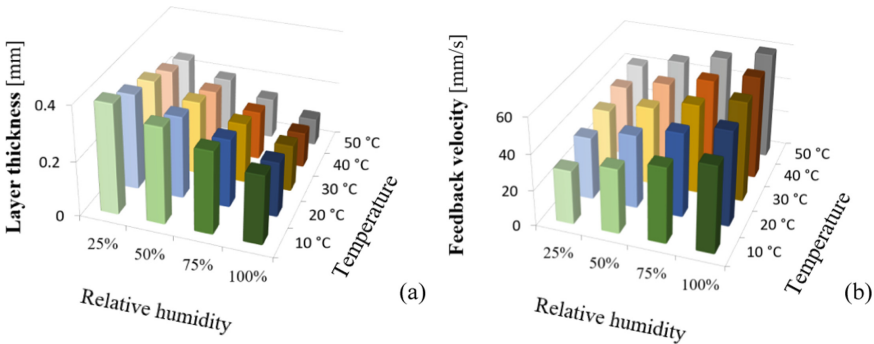 Layer thickness [mm]
0.4
0.2
0
25%
50%
75%
100%
Relative humidity
10 °C
20 °C
30 °C
40 °C
50 °C
Temperature
(a)
Feedback velocity [mm/s]
60
40
20
0
25%
50%
75%
100%
Relative humidity
10 °C
20 °C
30 °C
40 °C
50 °C
Temperature
(b)